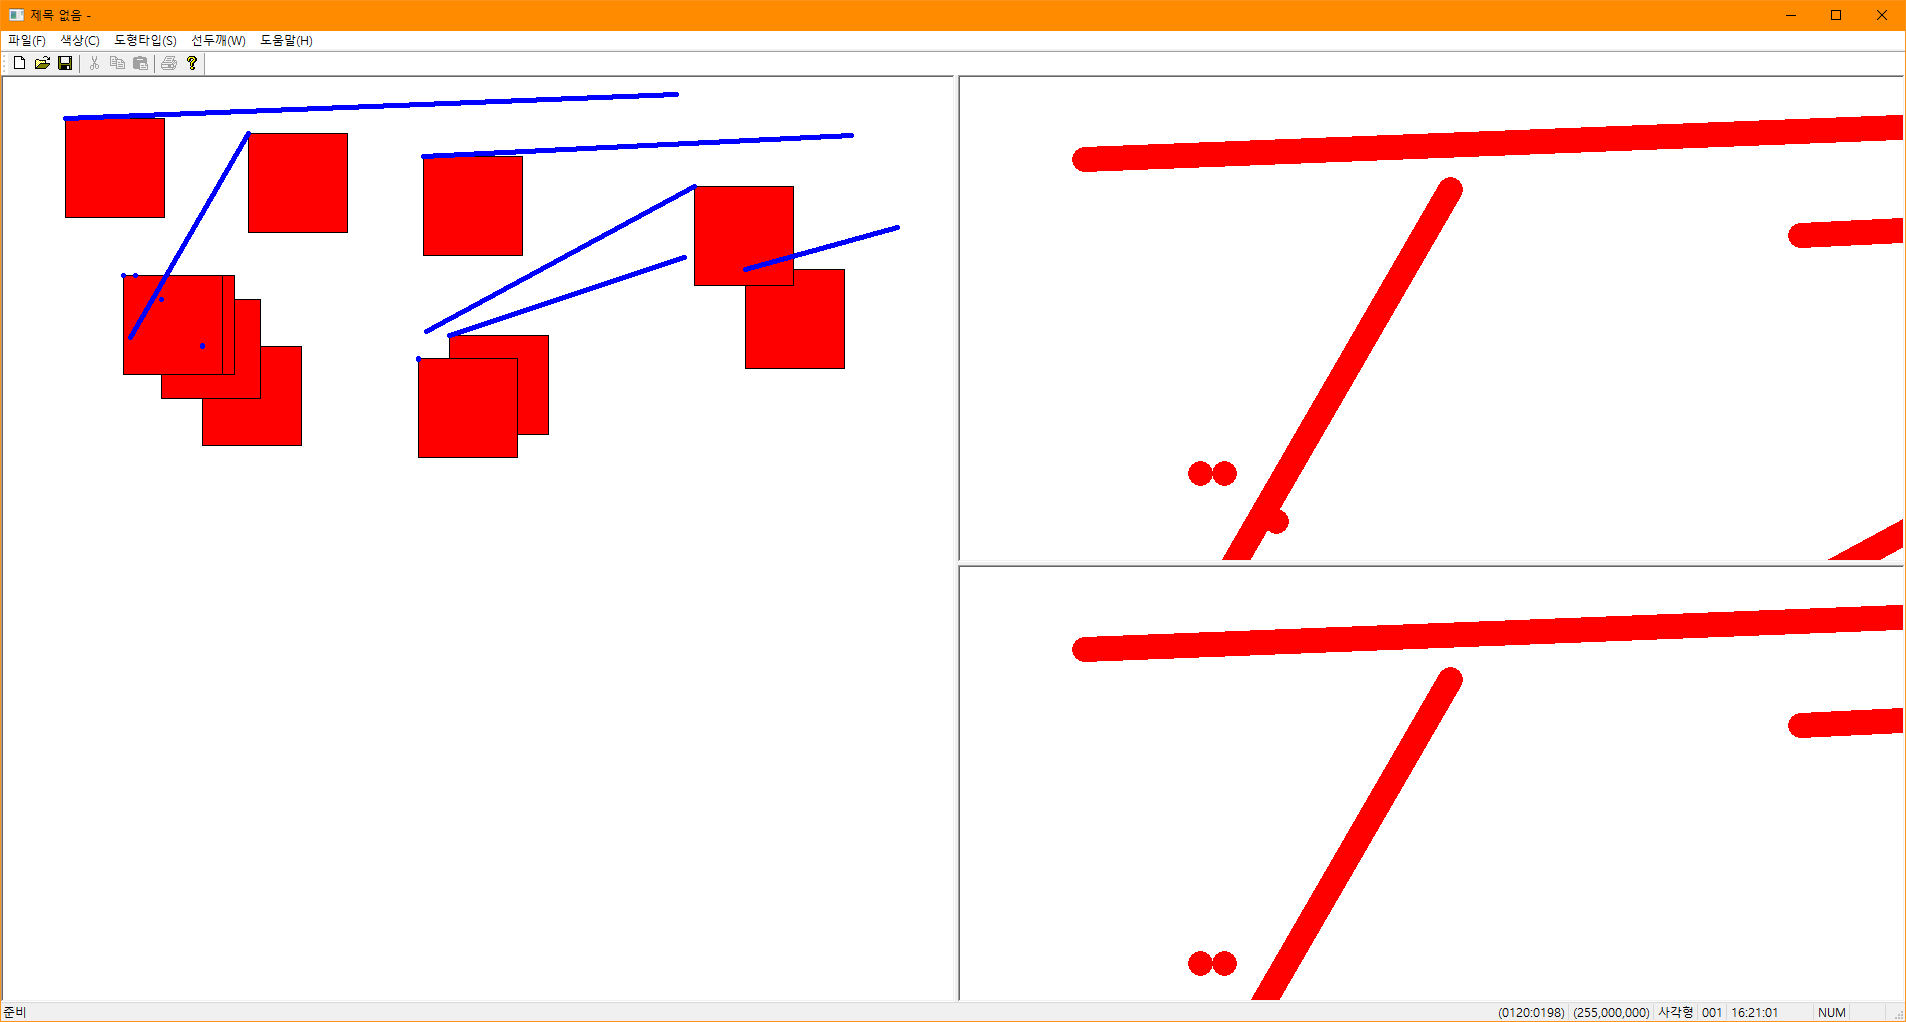 제목 없음 -
파일(F) 색상(C) 도형타입(S) 선두깨(W) 도움말(H)
준비 (0120:0198) (255,000,000) 사각형 001 16:21:01 NUM